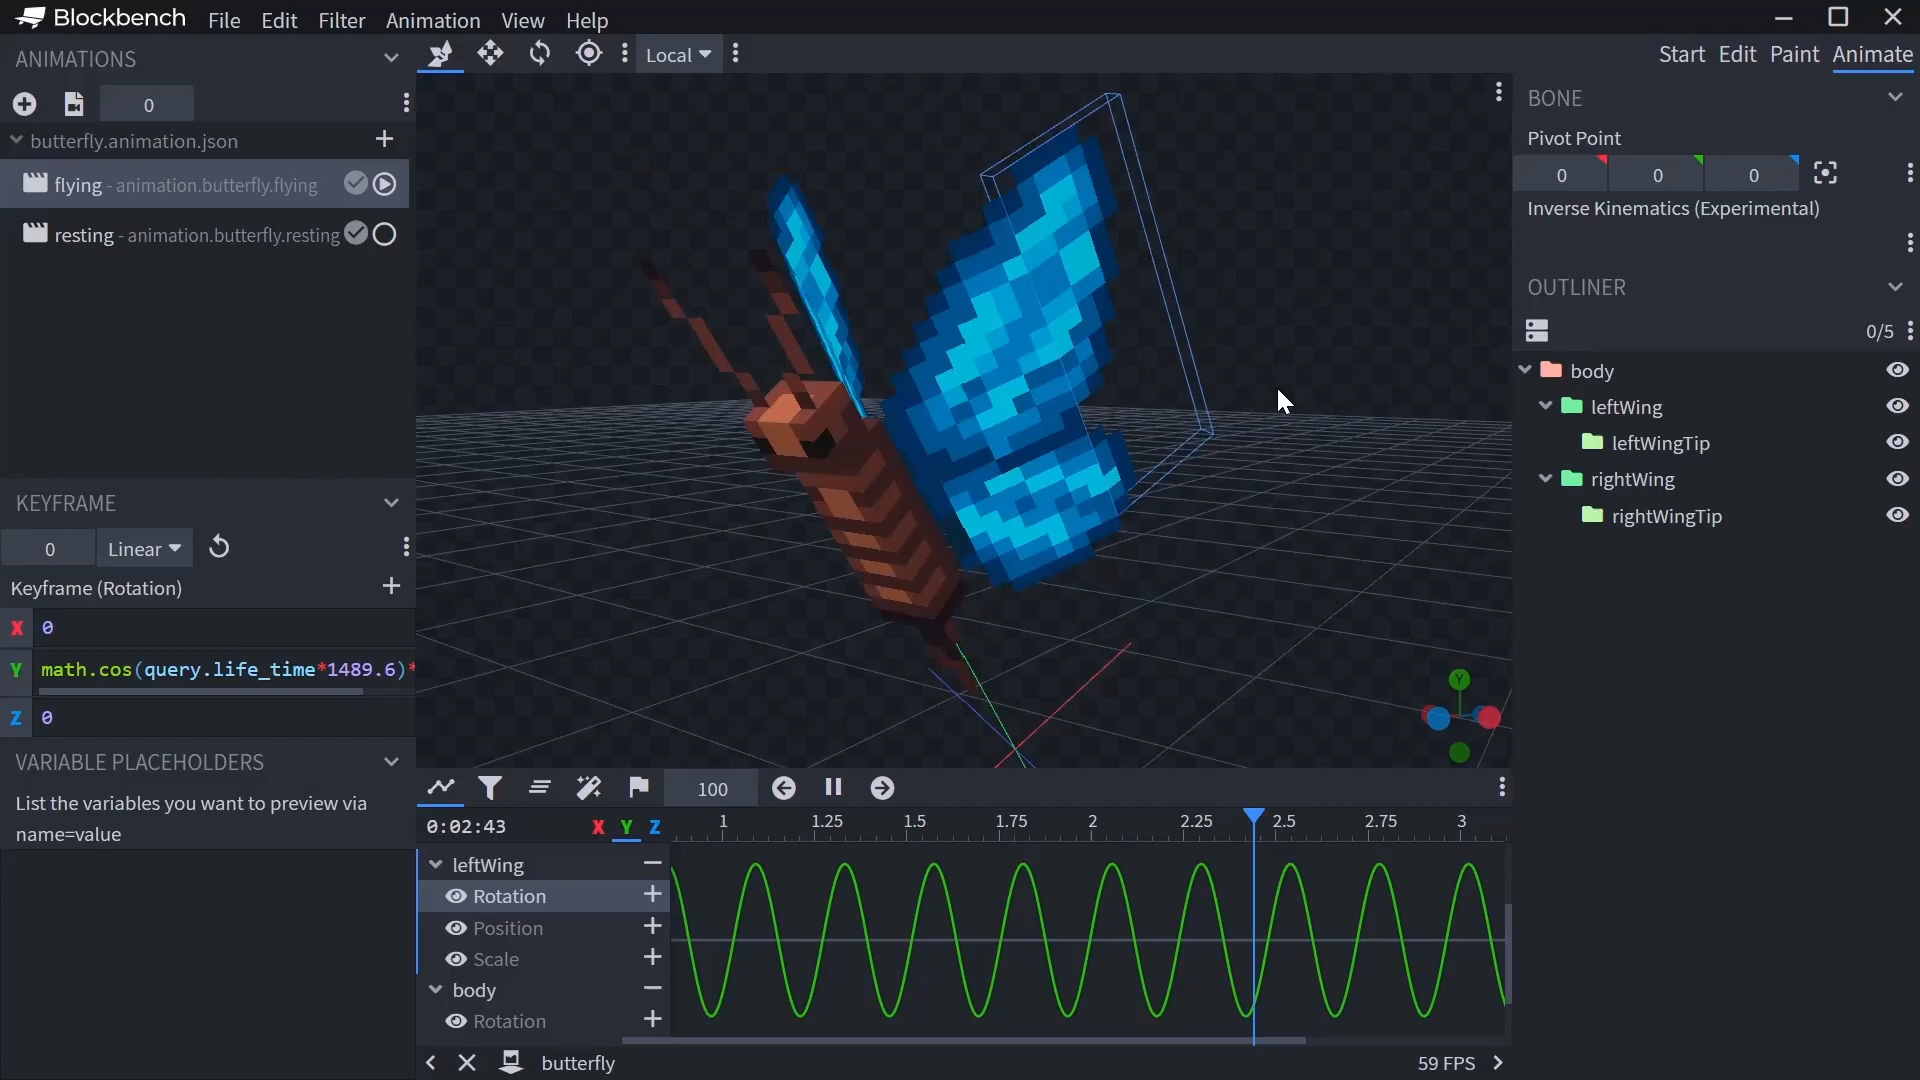 Blockbench File Edit Filter Animation View Help
ANIMATIONS
Local
Start Edit Paint Animate
0
butterfly.animation.json
flying - animation.butterfly.flying
resting - animation.butterfly.resting
KEYFRAME
0 Linear
Keyframe (Rotation)
X 0
Y math.cos(query.life_time*1489.6)*
Z 0
VARIABLE PLACEHOLDERS
List the variables you want to preview via
name=value
Y
BONE
Pivot Point
0 0 0
Inverse Kinematics (Experimental)
OUTLINER
0/5
body
leftWing
leftWingTip
rightWing
rightWingTip
100
0:02:43 X Y Z
1 1.25 1.5 1.75 2 2.25 2.5 2.75 3
leftWing
Rotation
Position
Scale
body
Rotation
butterfly
59 FPS